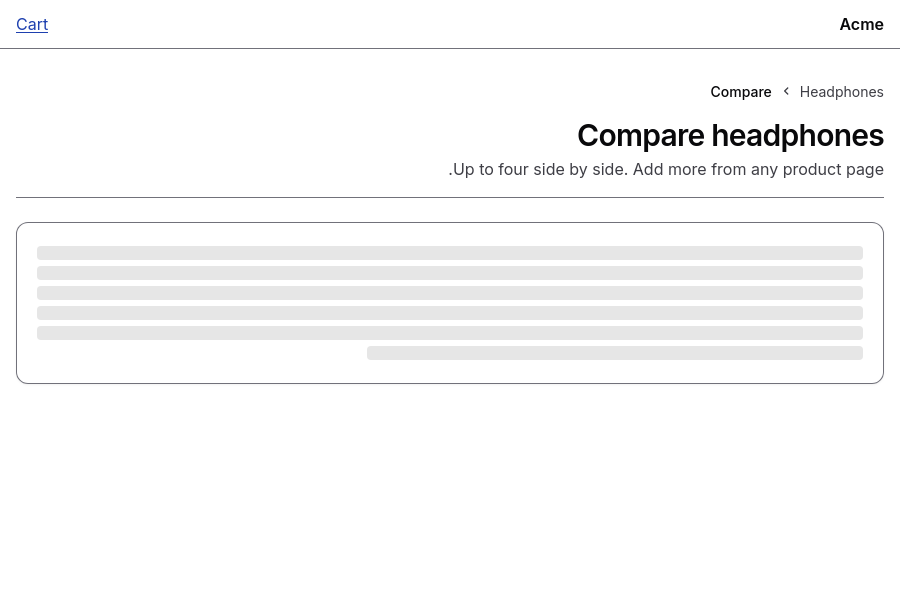 Acme
Cart
Headphones › Compare
Compare headphones
Up to four side by side. Add more from any product page.